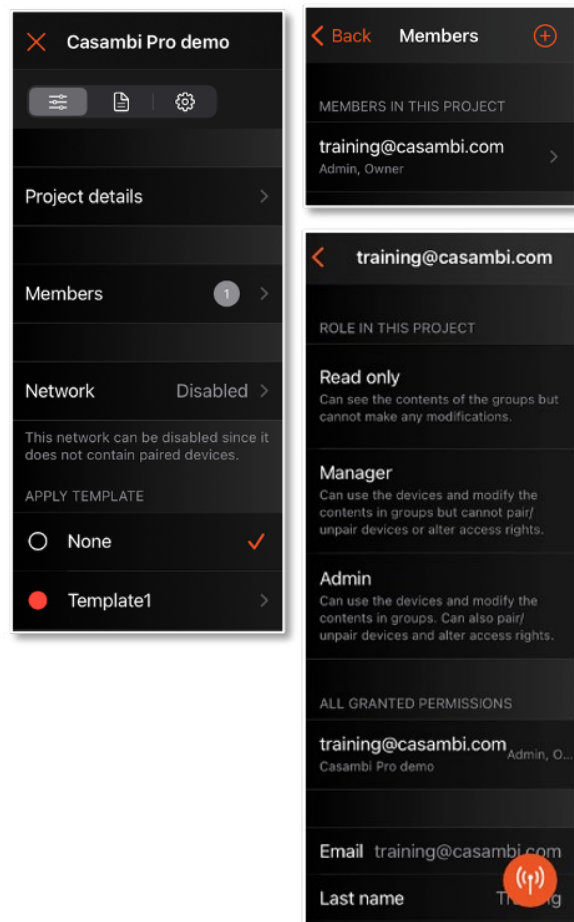 Casambi Pro demo
Project details
Members 1
Network Disabled
This network can be disabled since it
does not contain paired devices.
APPLY TEMPLATE
None
Template1
Back Members
MEMBERS IN THIS PROJECT
training@casambi.com
Admin, Owner
training@casambi.com
ROLE IN THIS PROJECT
Read only
Can see the contents of the groups but
cannot make any modifications.
Manager
Can use the devices and modify the
contents in groups but cannot pair/
unpair devices or alter access rights.
Admin
Can use the devices and modify the
contents in groups. Can also pair/
unpair devices and alter access rights.
ALL GRANTED PERMISSIONS
training@casambi.com Admin, O...
Casambi Pro demo
Email training@casambi.com
Last name